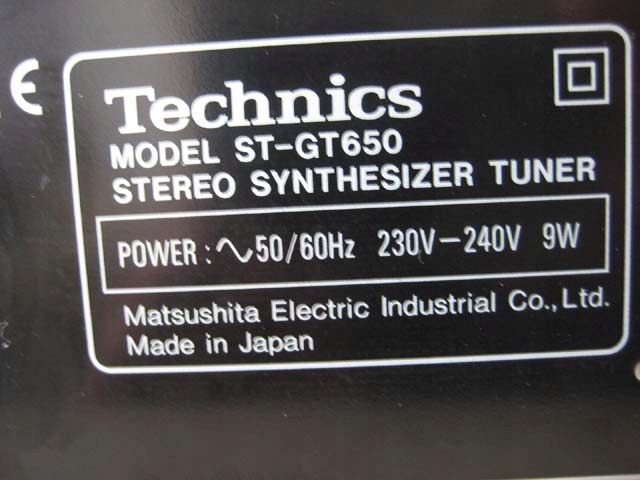 CE
Technics
MODEL ST-GT650
STEREO SYNTHESIZER TUNER
POWER : ∿50/60Hz 230V-240V 9W
Matsushita Electric Industrial Co., Ltd.
Made in Japan